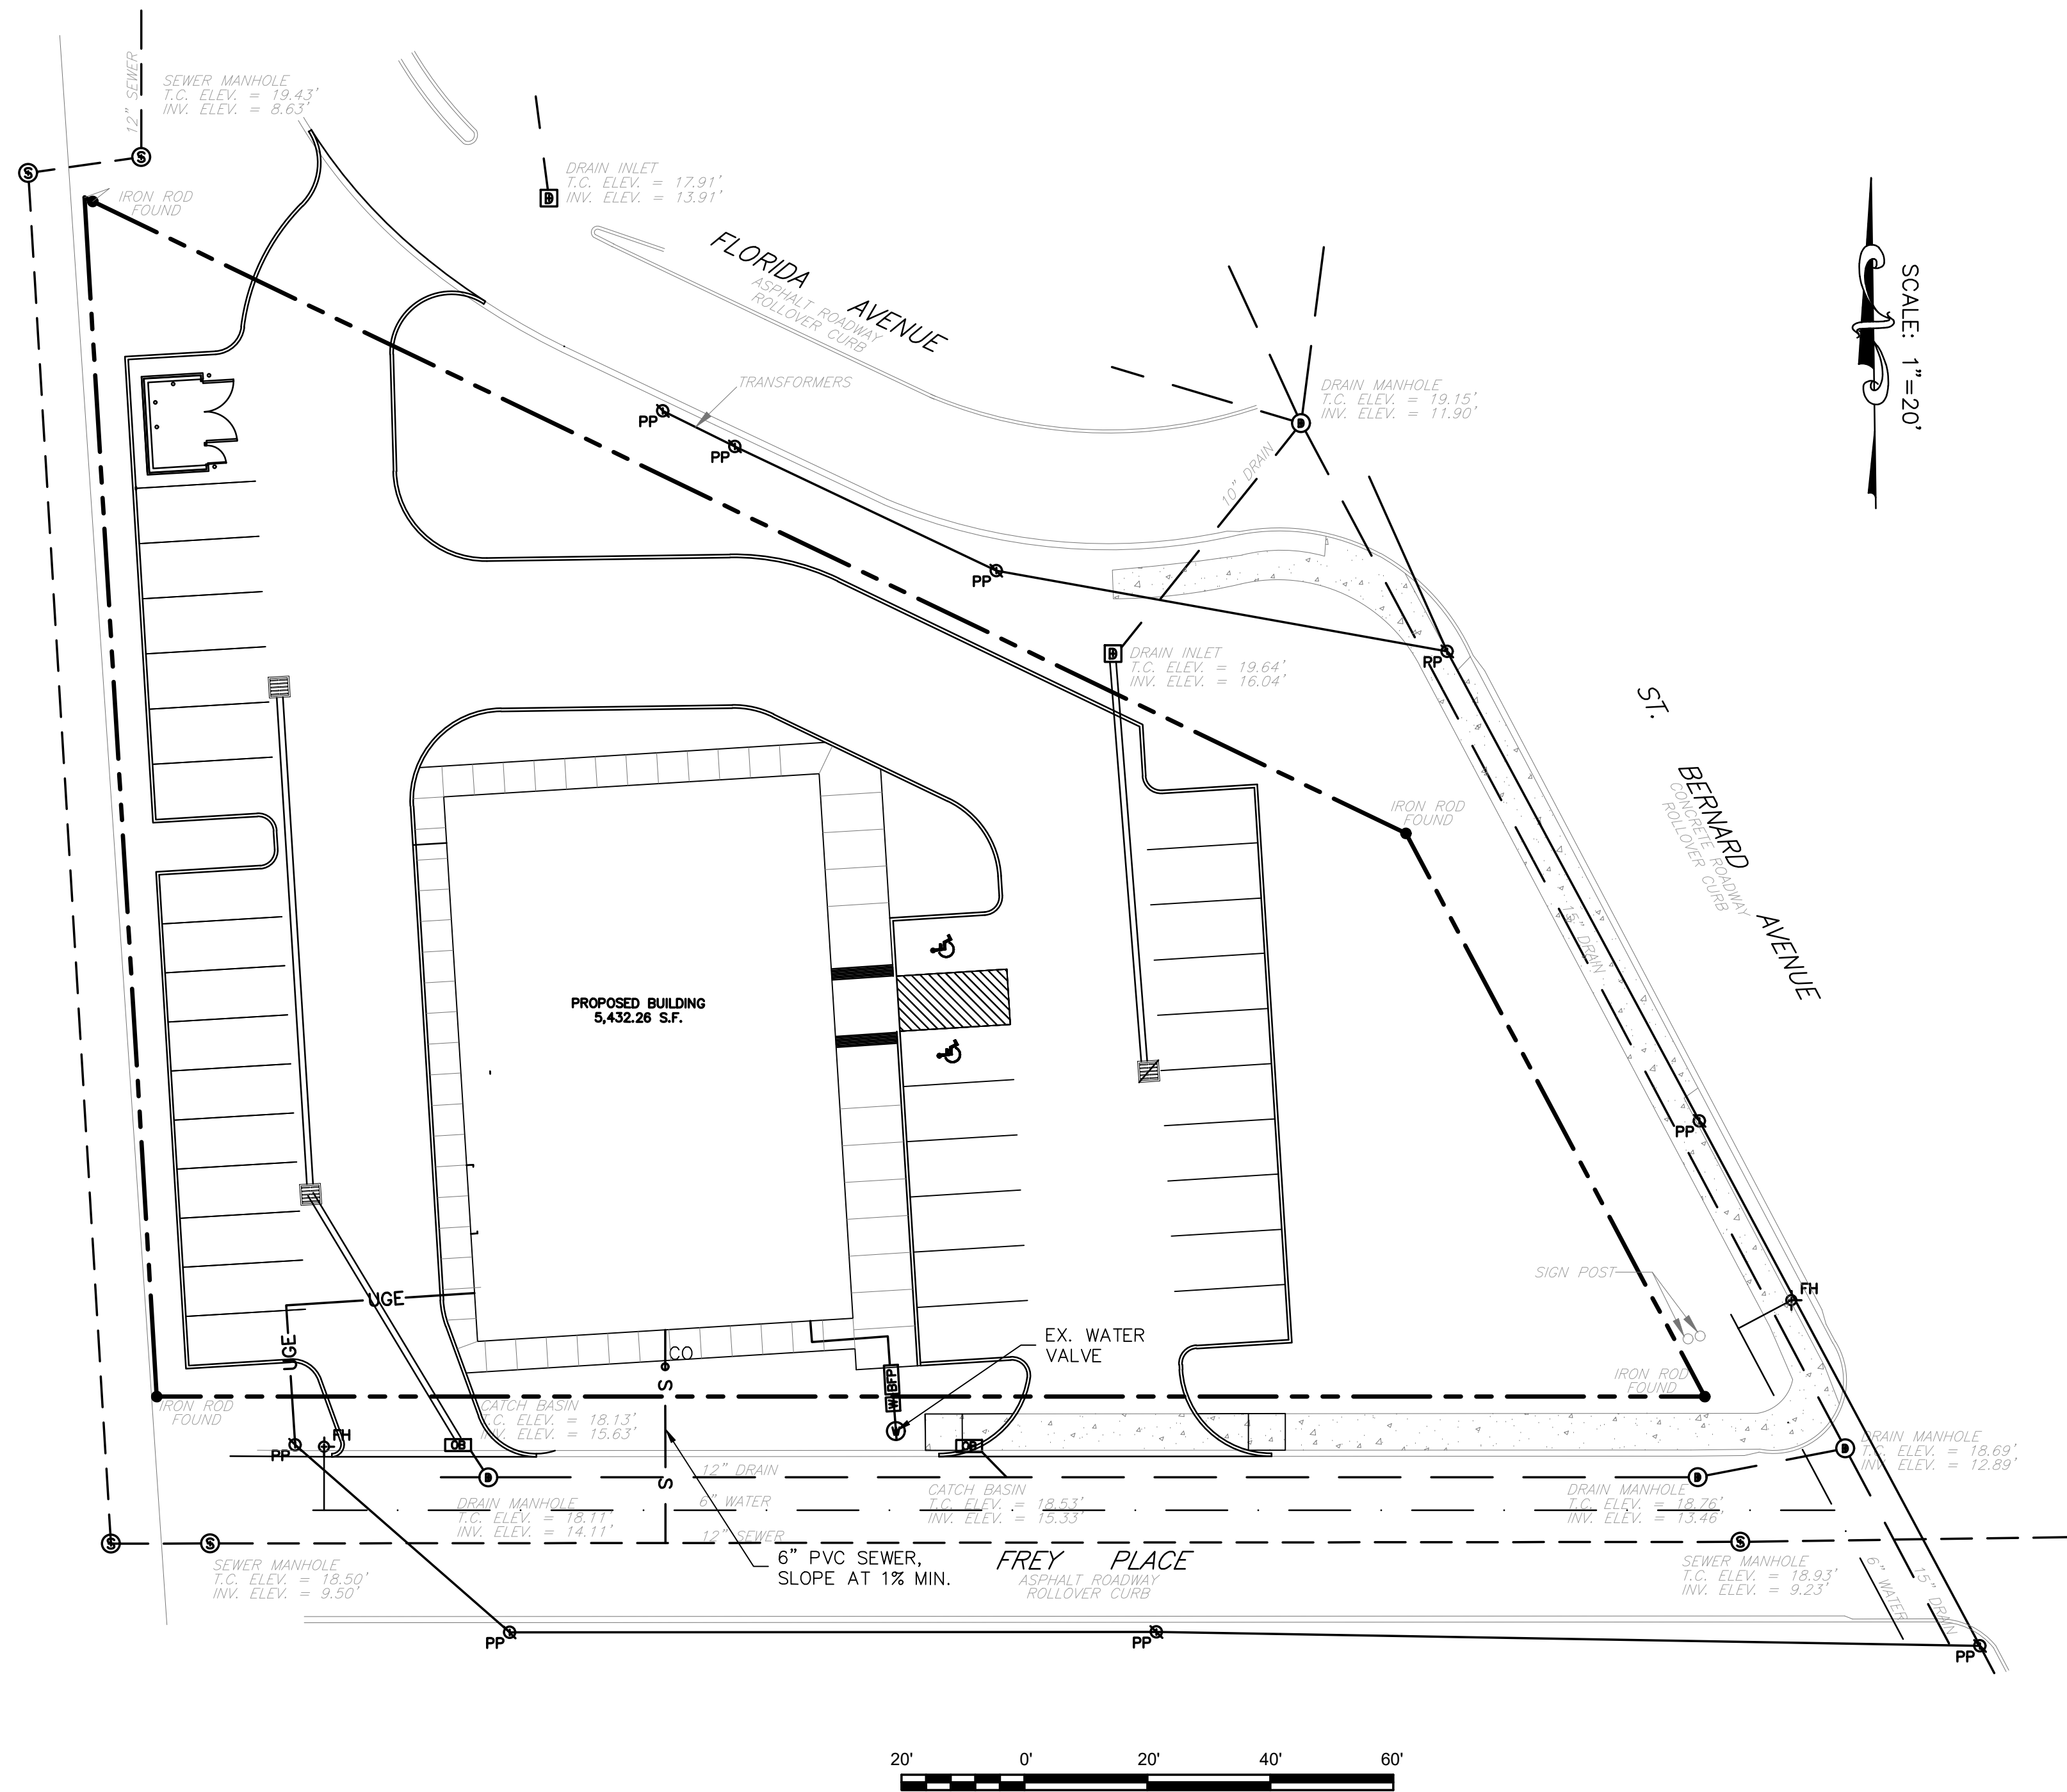 12" SEWER
SEWER MANHOLE
T.C. ELEV. = 19.43'
INV. ELEV. = 8.63'
S
S
IRON ROD
FOUND
DRAIN INLET
T.C. ELEV. = 17.91'
INV. ELEV. = 13.91'
D
FLORIDA AVENUE
ASPHALT ROADWAY
ROLLOVER CURB
SCALE: 1"=20'
TRANSFORMERS
PP
PP
DRAIN MANHOLE
T.C. ELEV. = 19.15'
INV. ELEV. = 11.90'
D
10" DRAIN
PP
D
DRAIN INLET
T.C. ELEV. = 19.64'
INV. ELEV. = 16.04'
RP
ST. BERNARD AVENUE
CONCRETE ROADWAY
ROLLOVER CURB
IRON ROD
FOUND
15" DRAIN
PROPOSED BUILDING
5,432.26 S.F.
PP
SIGN POST
FH
UGE
UGE
CO
EX. WATER
VALVE
S
BFP
W
IRON ROD
FOUND
IRON ROD
FOUND
CATCH BASIN
T.C. ELEV. = 18.13'
INV. ELEV. = 15.63'
FH
PP
CB
V
CB
DRAIN MANHOLE
T.C. ELEV. = 18.69'
INV. ELEV. = 12.89'
D
D
12" DRAIN
S
D
DRAIN MANHOLE
T.C. ELEV. = 18.11'
INV. ELEV. = 14.11'
6" WATER
CATCH BASIN
T.C. ELEV. = 18.53'
INV. ELEV. = 15.33'
DRAIN MANHOLE
T.C. ELEV. = 18.76'
INV. ELEV. = 13.46'
12" SEWER
S
S
S
SEWER MANHOLE
T.C. ELEV. = 18.50'
INV. ELEV. = 9.50'
6" PVC SEWER,
SLOPE AT 1% MIN.
FREY PLACE
ASPHALT ROADWAY
ROLLOVER CURB
SEWER MANHOLE
T.C. ELEV. = 18.93'
INV. ELEV. = 9.23'
6" WATER
15" DRAIN
PP
PP
PP
20' 0' 20' 40' 60'